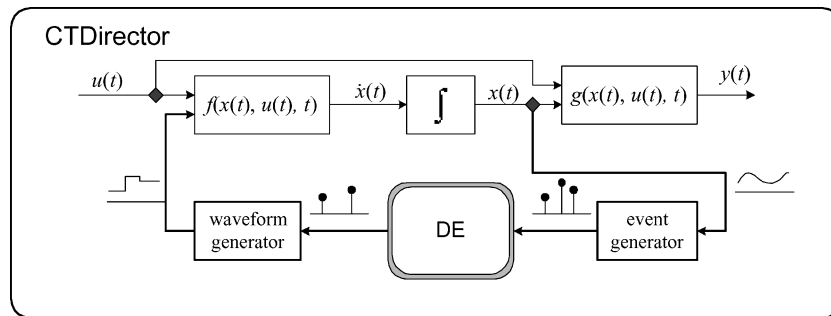 CTDirector
u(t)
f(x(t), u(t), t)
ẋ(t)
∫
x(t)
g(x(t), u(t), t)
y(t)
waveform
generator
DE
event
generator